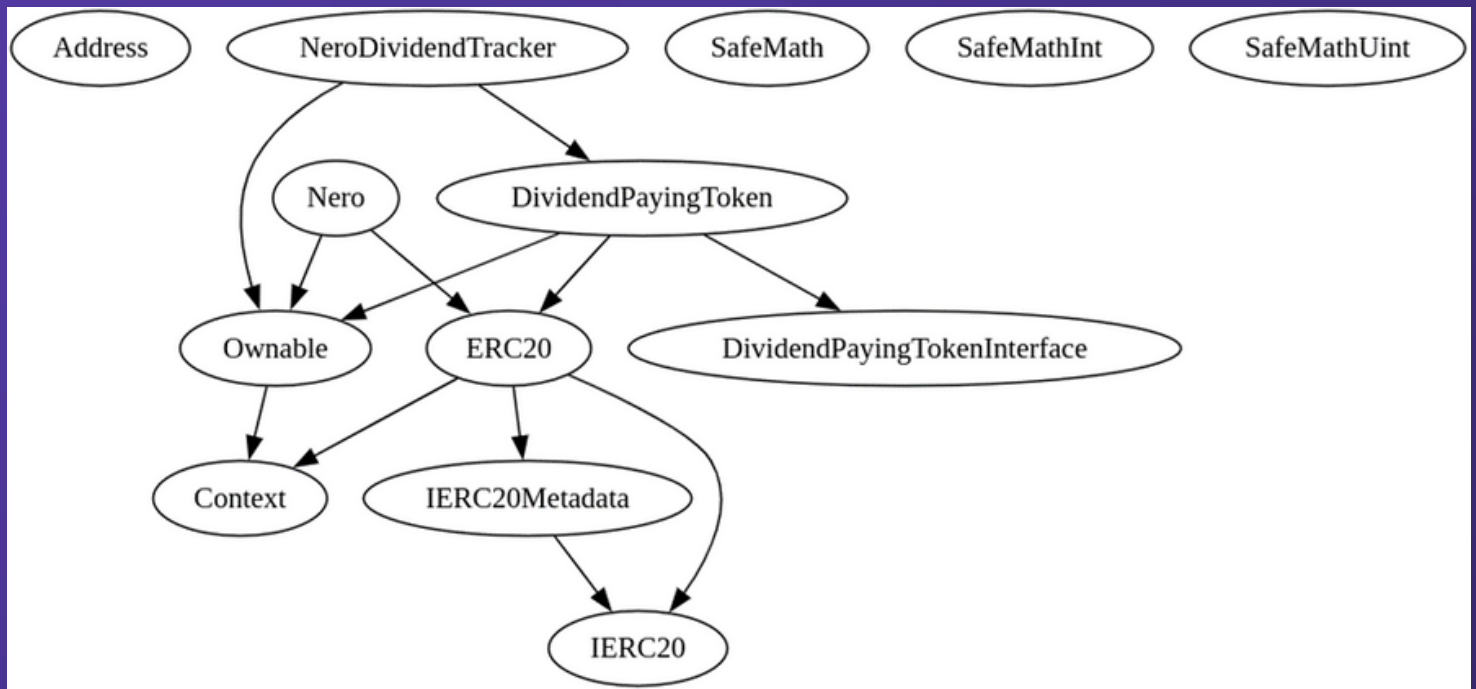 Address
NeroDividendTracker
SafeMath
SafeMathInt
SafeMathUint
Nero
DividendPayingToken
Ownable
ERC20
DividendPayingTokenInterface
Context
IERC20Metadata
IERC20